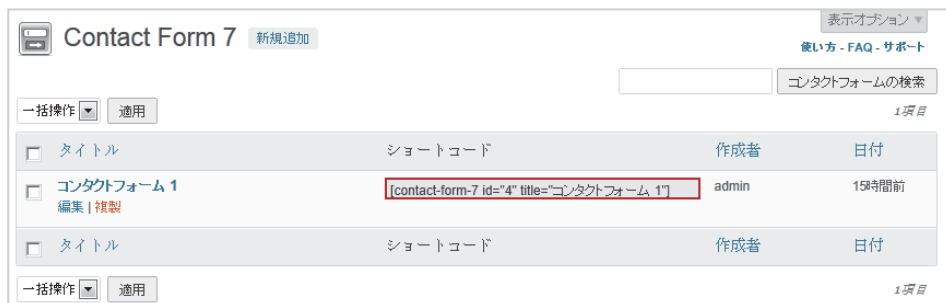 表示オプション ▼
Contact Form 7 新規追加
使い方 - FAQ - サポート
コンタクトフォームの検索
一括操作 適用
1項目
タイトル ショートコード 作成者 日付
コンタクトフォーム 1 [contact-form-7 id="4" title="コンタクトフォーム 1"] admin 15時間前
編集 | 複製
タイトル ショートコード 作成者 日付
一括操作 適用
1項目